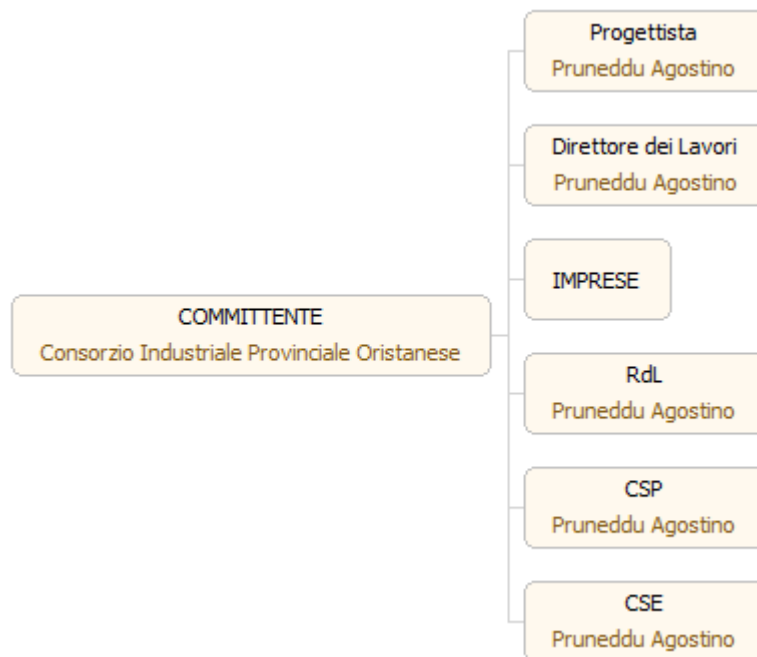 Progettista
Pruneddu Agostino
Direttore dei Lavori
Pruneddu Agostino
IMPRESE
COMMITTENTE
Consorzio Industriale Provinciale Oristanese
RdL
Pruneddu Agostino
CSP
Pruneddu Agostino
CSE
Pruneddu Agostino